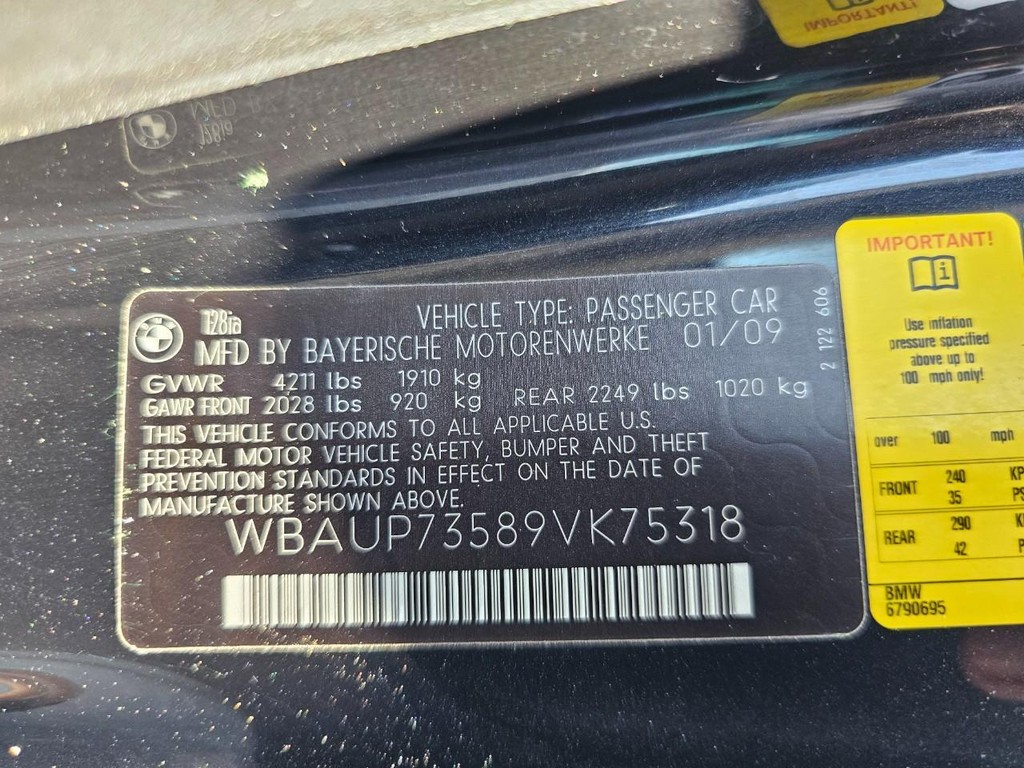 IMPORTANT!
128ia
VEHICLE TYPE: PASSENGER CAR
MFD BY BAYERISCHE MOTORENWERKE 01/09
GVWR 4211 lbs 1910 kg
GAWR FRONT 2028 lbs 920 kg REAR 2249 lbs 1020 kg
THIS VEHICLE CONFORMS TO ALL APPLICABLE U.S.
FEDERAL MOTOR VEHICLE SAFETY, BUMPER AND THEFT
PREVENTION STANDARDS IN EFFECT ON THE DATE OF
MANUFACTURE SHOWN ABOVE.
WBAUP73589VK75318
2 122 606
IMPORTANT!
Use inflation
pressure specified
above up to
100 mph only!
over 100 mph
FRONT 240
35
REAR 290
42
BMW
6790695